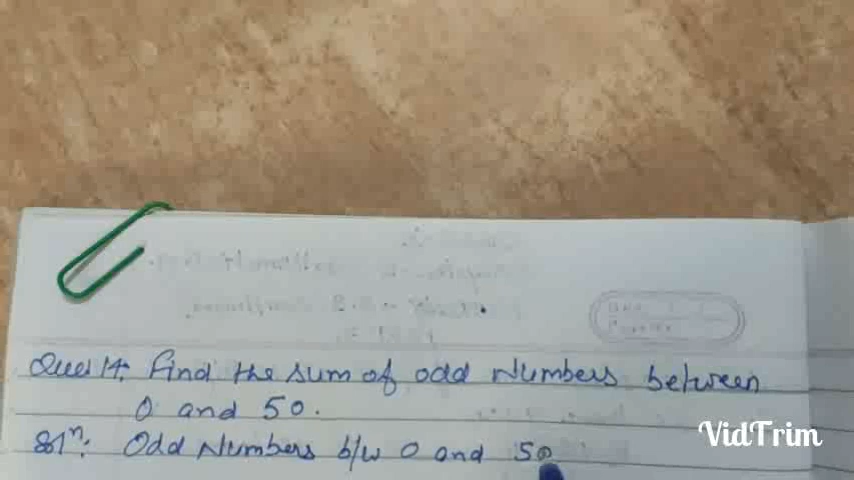 Ques 14: Find the sum of odd Numbers between
0 and 50.
Solⁿ: Odd Numbers b/w 0 and 50
VidTrim